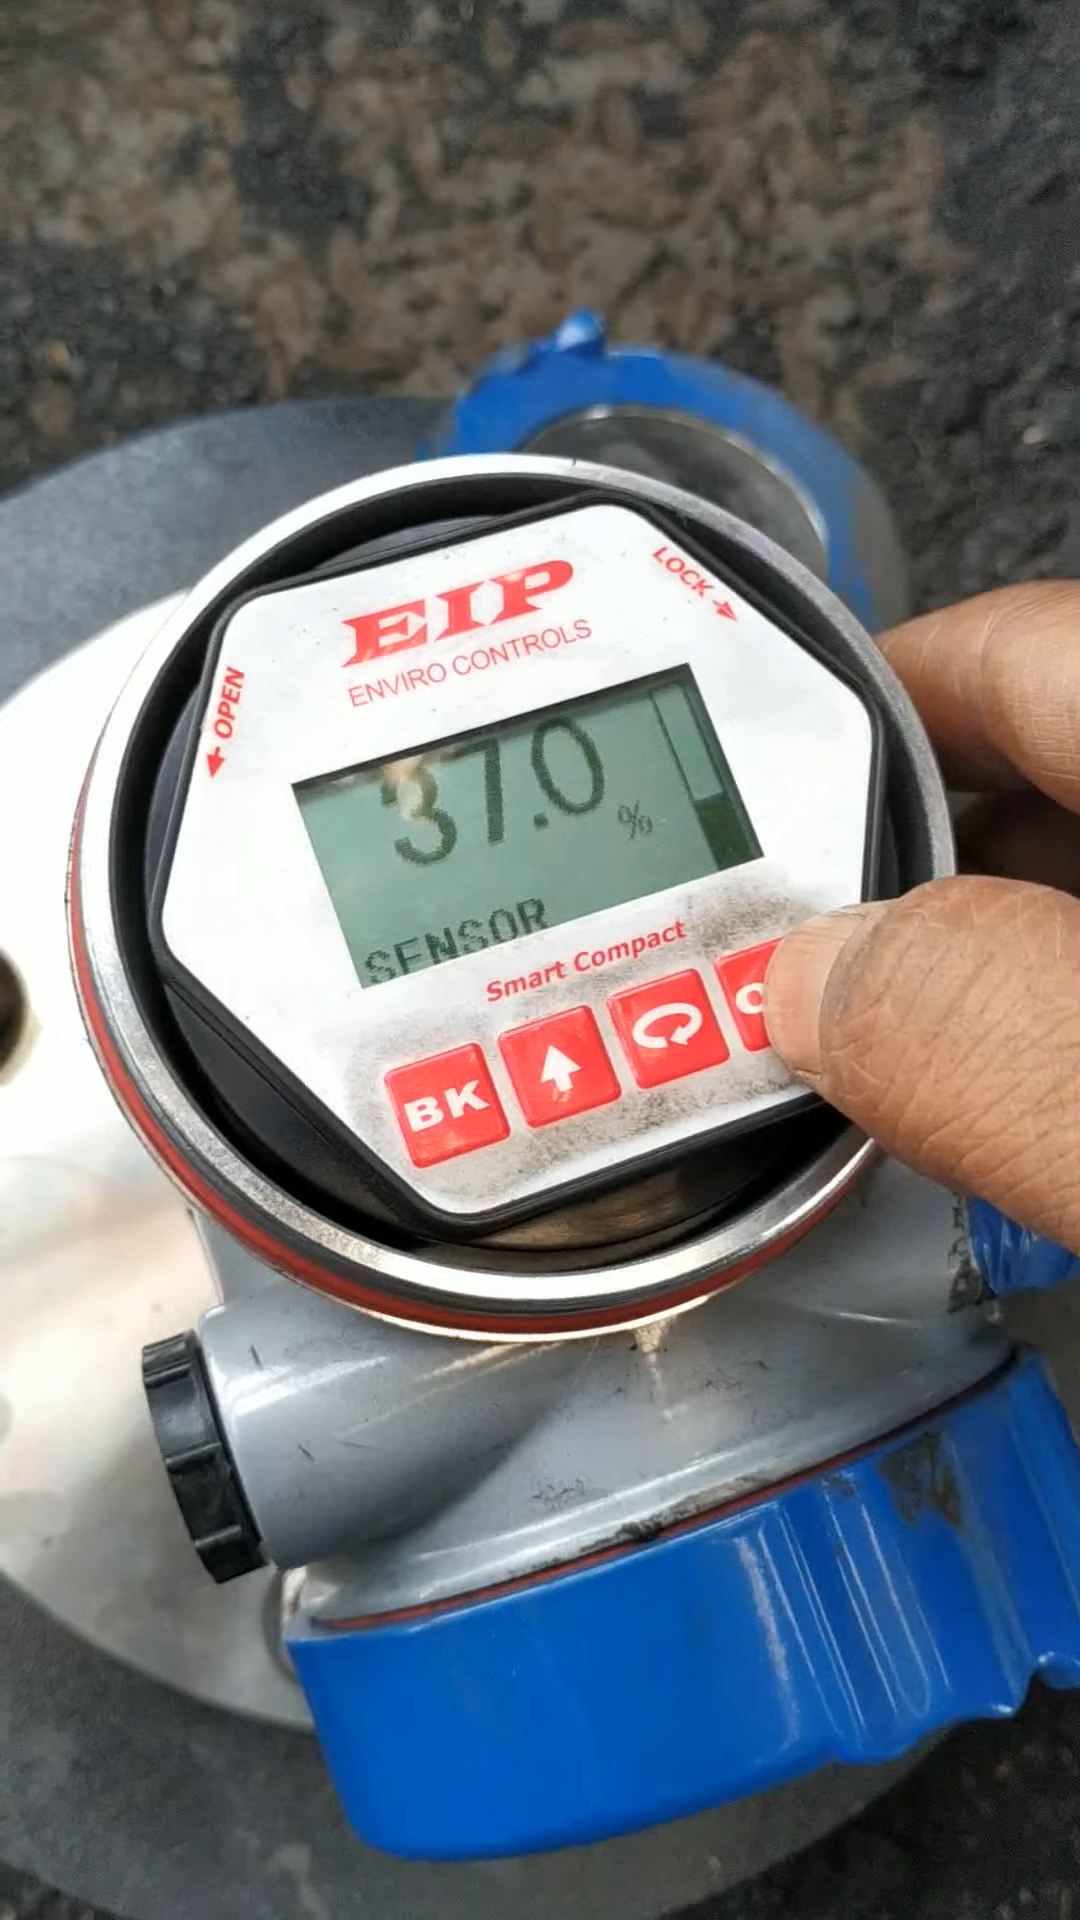 EIP
ENVIRO CONTROLS
← OPEN
LOCK →
37.0
%
SENSOR
Smart Compact
BK